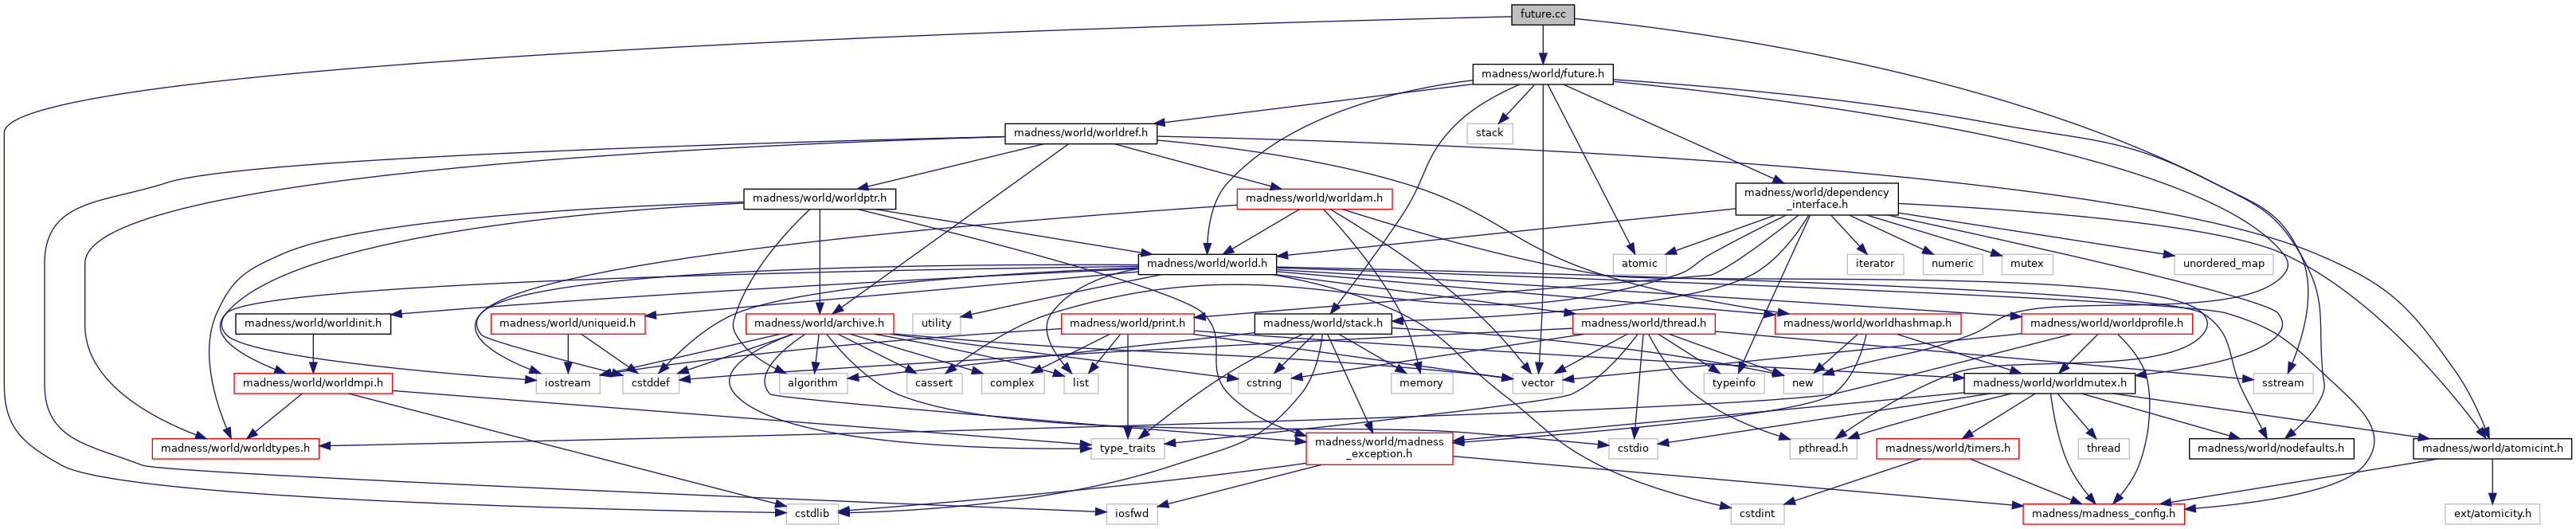 future.cc
madness/world/future.h
madness/world/worldref.h
stack
madness/world/worldptr.h
madness/world/worldam.h
madness/world/dependency
_interface.h
madness/world/world.h
atomic
iterator
numeric
mutex
unordered_map
madness/world/worldinit.h
madness/world/uniqueid.h
madness/world/archive.h
utility
madness/world/print.h
madness/world/stack.h
madness/world/thread.h
madness/world/worldhashmap.h
madness/world/worldprofile.h
madness/world/worldmpi.h
iostream
cstddef
algorithm
cassert
complex
list
cstring
memory
vector
typeinfo
new
madness/world/worldmutex.h
sstream
madness/world/worldtypes.h
type_traits
madness/world/madness
_exception.h
cstdio
pthread.h
madness/world/timers.h
thread
madness/world/nodefaults.h
madness/world/atomicint.h
cstdlib
iosfwd
cstdint
madness/madness_config.h
ext/atomicity.h